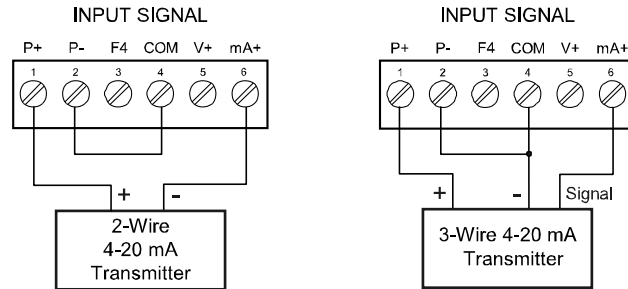 INPUT SIGNAL
P+ P- F4 COM V+ mA+
1 2 3 4 5 6
+ -
2-Wire
4-20 mA
Transmitter
INPUT SIGNAL
P+ P- F4 COM V+ mA+
1 2 3 4 5 6
+ - Signal
3-Wire 4-20 mA
Transmitter